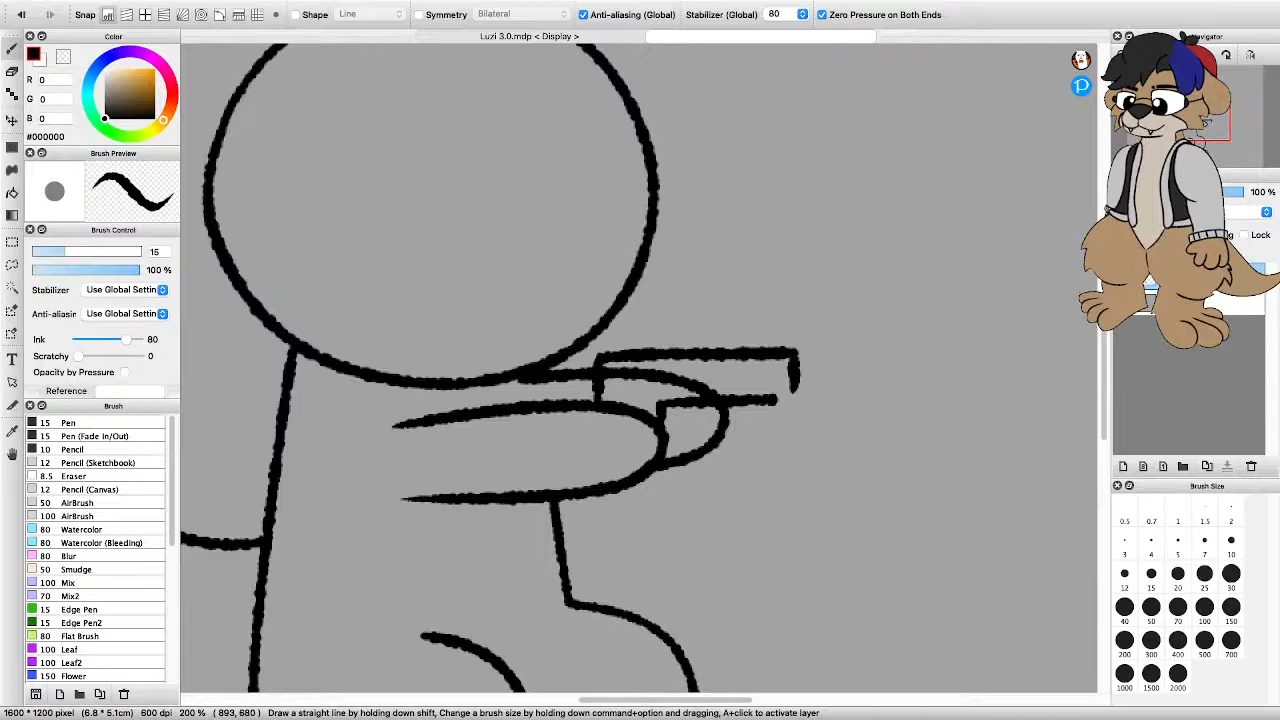 Snap Shape Line Symmetry Bilateral Anti-aliasing (Global) Stabilizer (Global) 80 Zero Pressure on Both Ends
Luzi 3.0.mdp < Display >
Color
R 0
G 0
B 0
#000000
Brush Preview
Brush Control
15
100 %
Stabilizer Use Global Settin
Anti-aliasin Use Global Settin
Ink 80
Scratchy 0
Opacity by Pressure
Reference
Brush
15 Pen
15 Pen (Fade In/Out)
10 Pencil
12 Pencil (Sketchbook)
8.5 Eraser
12 Pencil (Canvas)
50 AirBrush
100 AirBrush
80 Watercolor
80 Watercolor (Bleeding)
80 Blur
50 Smudge
100 Mix
70 Mix2
15 Edge Pen
15 Edge Pen2
80 Flat Brush
100 Leaf
100 Leaf2
150 Flower
100 %
Lock
Brush Size
0.5 0.7 1 1.5 2
3 4 5 7 10
12 15 20 25 30
40 50 70 100 150
200 300 400 500 700
1000 1500 2000
1600 * 1200 pixel (6.8 * 5.1cm) 600 dpi 200 % ( 893, 680 ) Draw a straight line by holding down shift, Change a brush size by holding down command+option and dragging, A+click to activate layer